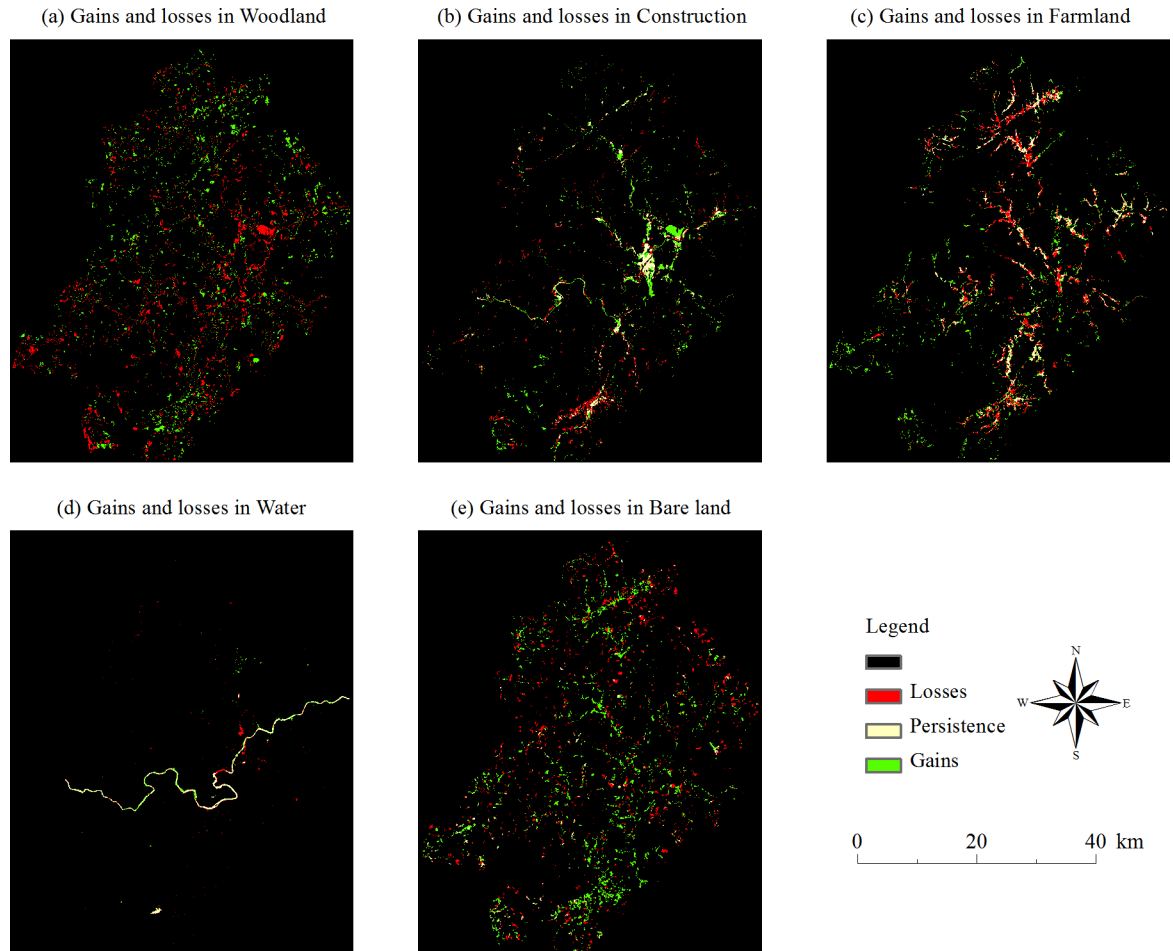 (a) Gains and losses in Woodland
(b) Gains and losses in Construction
(c) Gains and losses in Farmland
(d) Gains and losses in Water
(e) Gains and losses in Bare land
Legend
Losses
Persistence
Gains
N
W
E
S
0 20 40 km